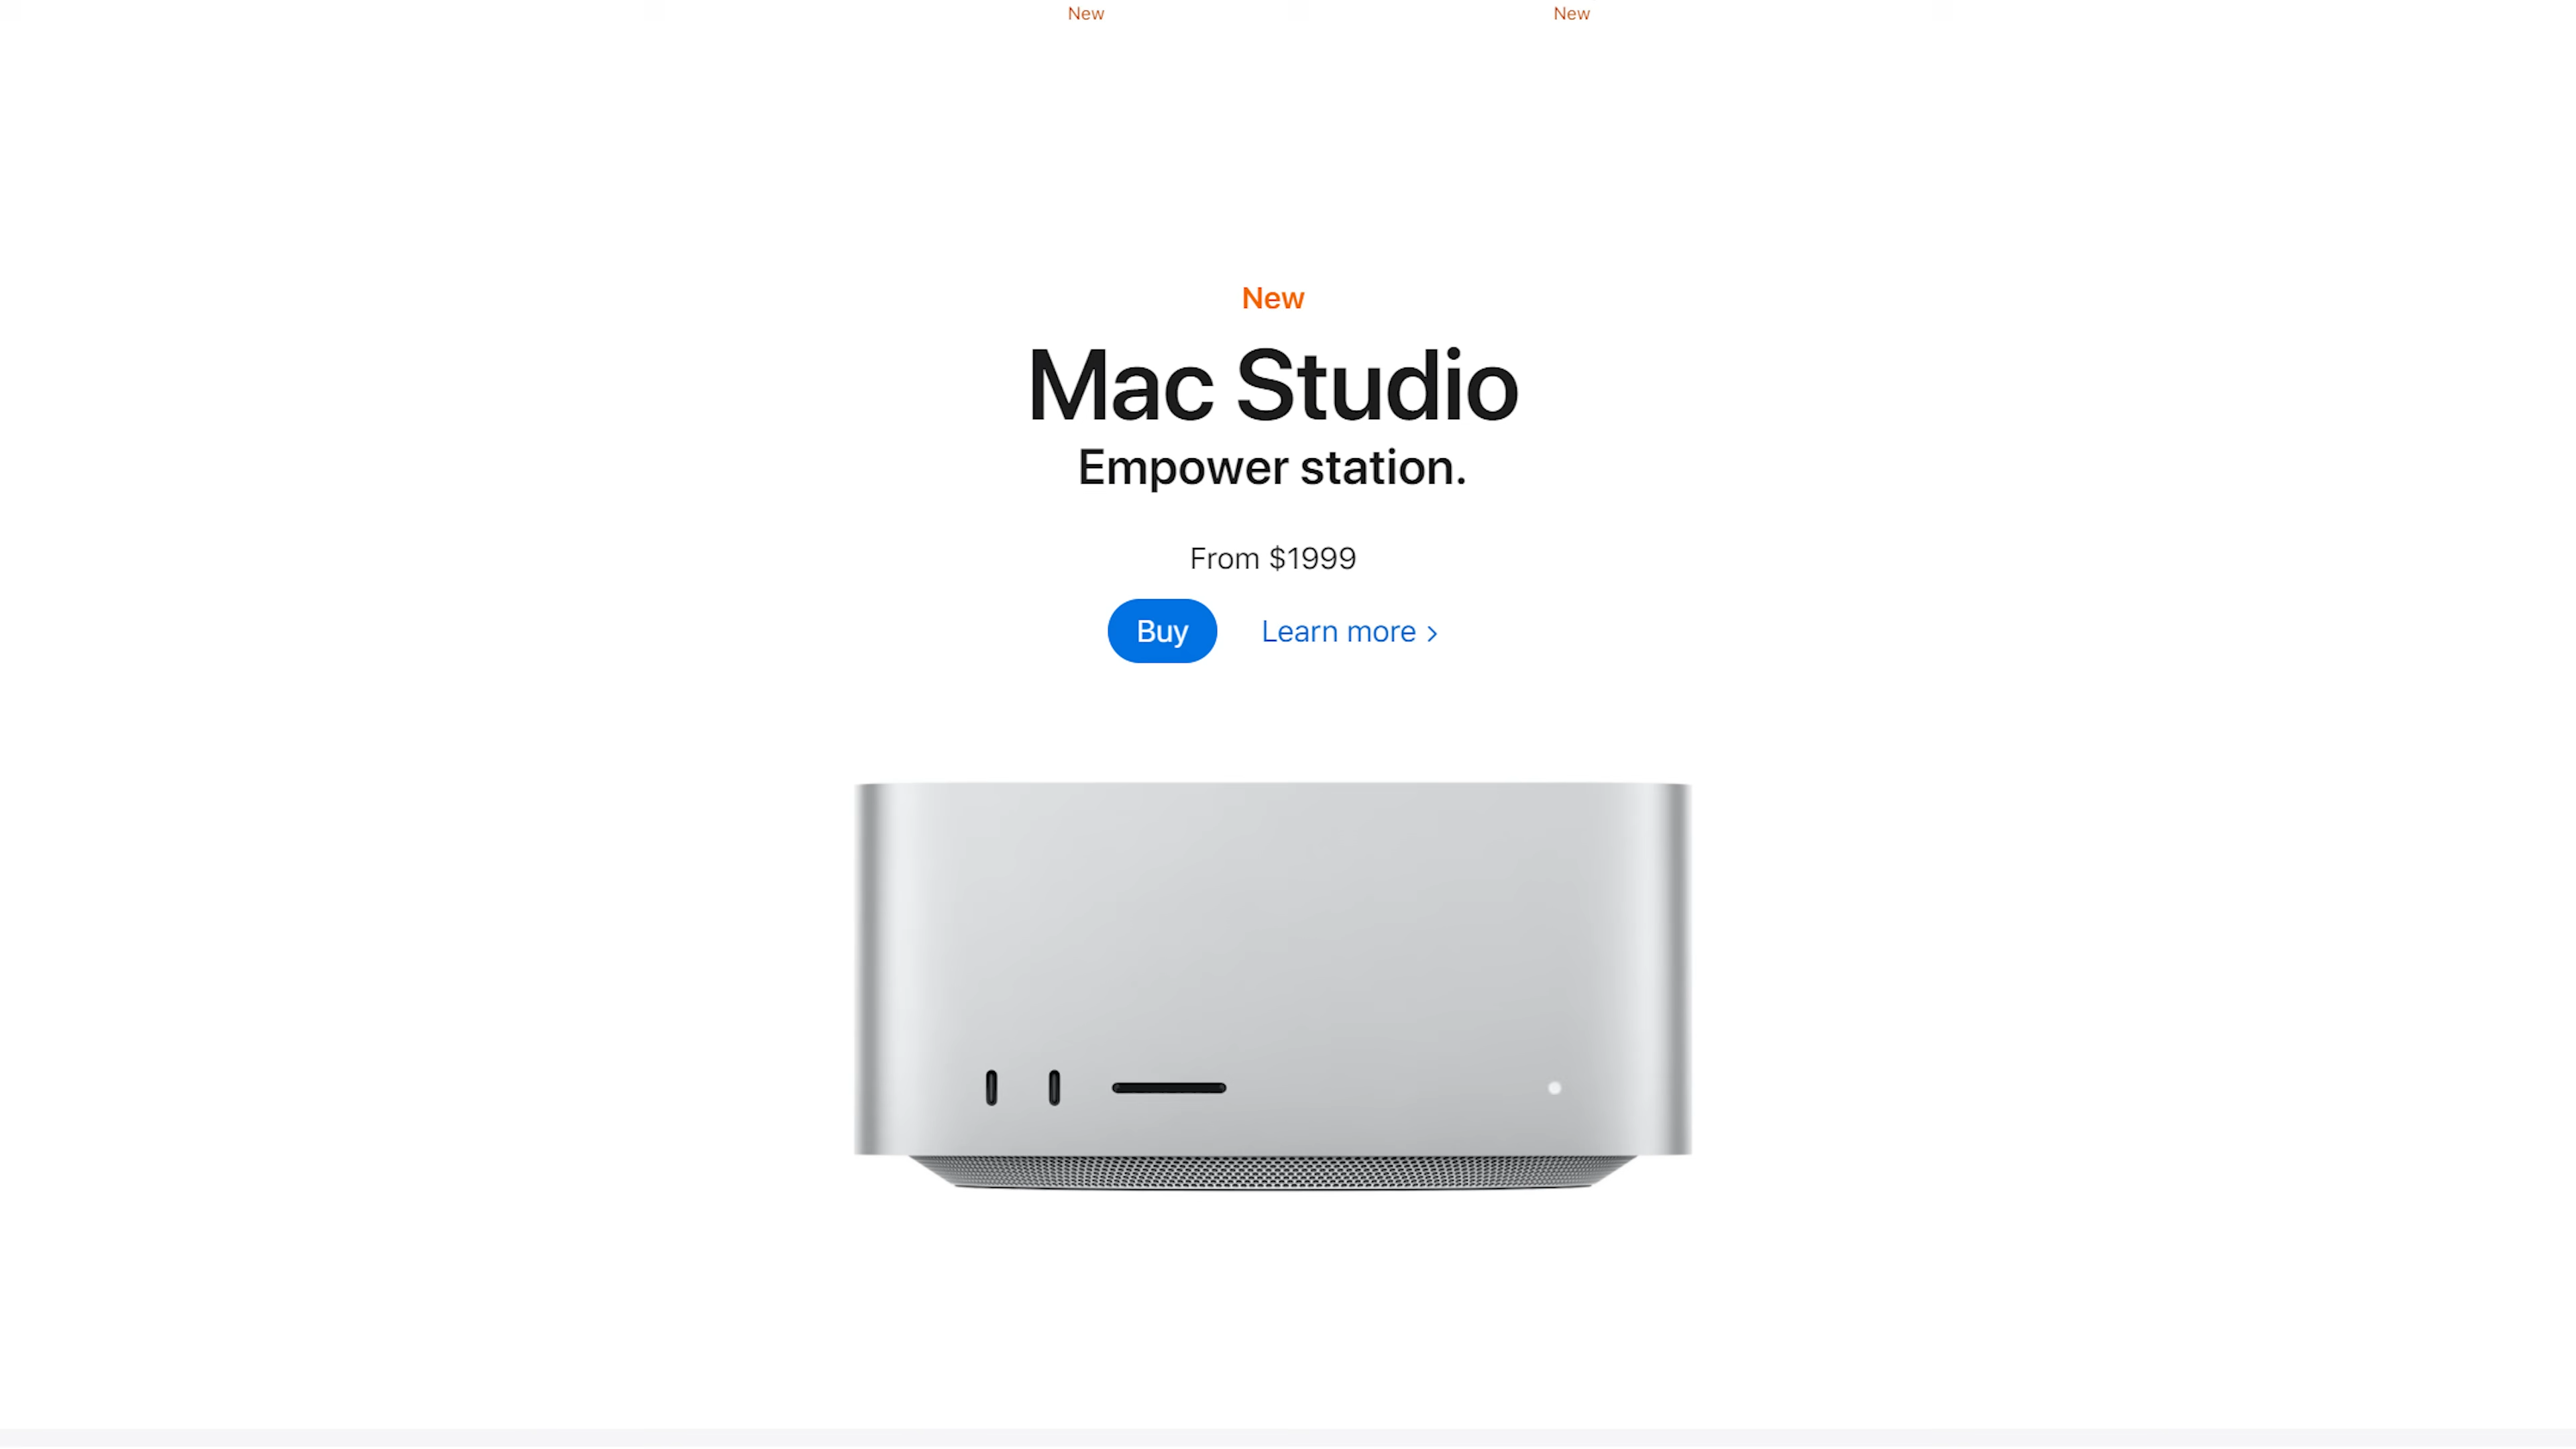 New New
New
Mac Studio
Empower station.
From $1999
Buy Learn more >